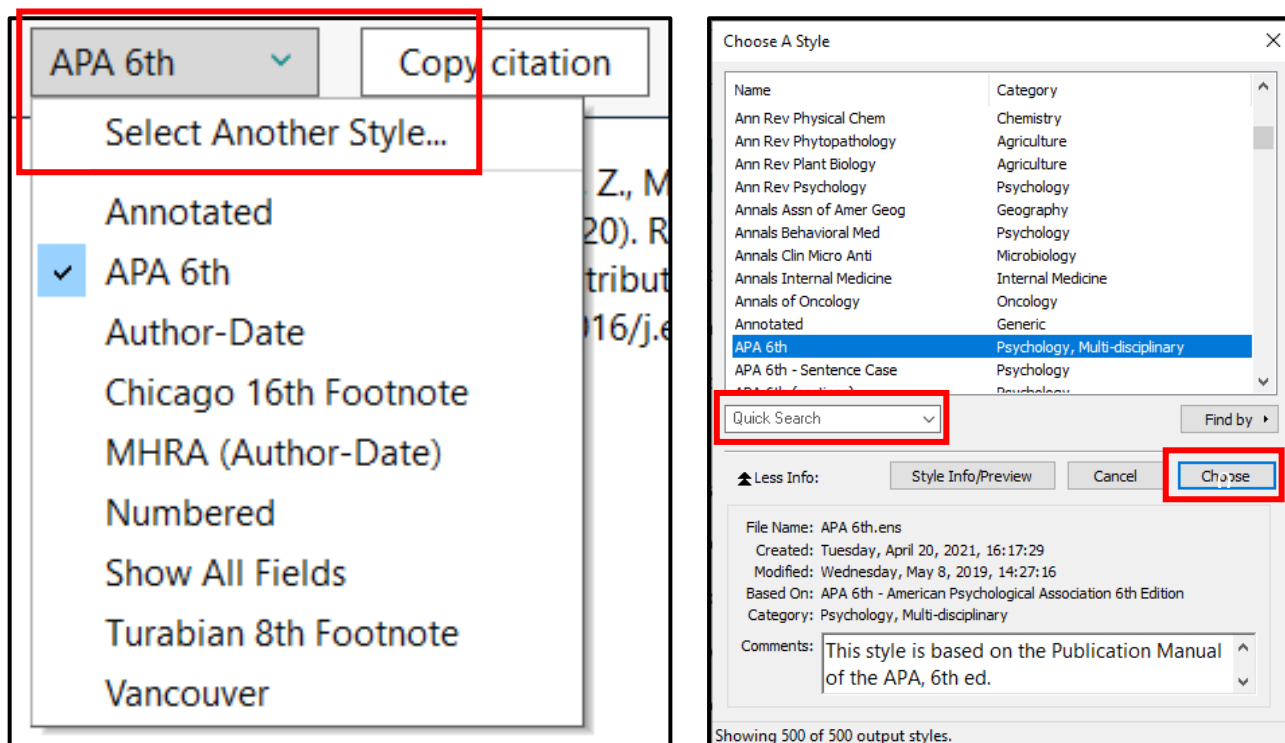 APA 6th
Copy citation
Select Another Style...
Annotated
APA 6th
Author-Date
Chicago 16th Footnote
MHRA (Author-Date)
Numbered
Show All Fields
Turabian 8th Footnote
Vancouver
Z., M
20). R
tribut
016/j.e
Choose A Style
Name Category
Ann Rev Physical Chem Chemistry
Ann Rev Phytopathology Agriculture
Ann Rev Plant Biology Agriculture
Ann Rev Psychology Psychology
Annals Assn of Amer Geog Geography
Annals Behavioral Med Psychology
Annals Clin Micro Anti Microbiology
Annals Internal Medicine Internal Medicine
Annals of Oncology Oncology
Annotated Generic
APA 6th Psychology, Multi-disciplinary
APA 6th - Sentence Case Psychology
Quick Search
Find by
Less Info:
Style Info/Preview
Cancel
Choose
File Name: APA 6th.ens
Created: Tuesday, April 20, 2021, 16:17:29
Modified: Wednesday, May 8, 2019, 14:27:16
Based On: APA 6th - American Psychological Association 6th Edition
Category: Psychology, Multi-disciplinary
Comments: This style is based on the Publication Manual
of the APA, 6th ed.
Showing 500 of 500 output styles.